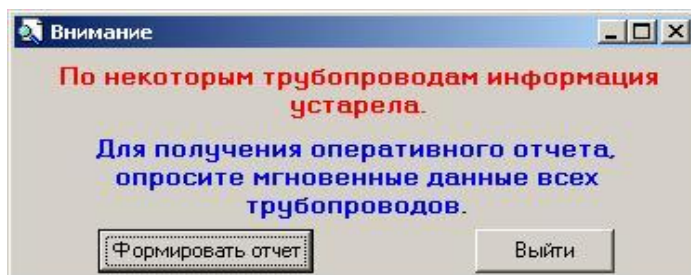 Внимание
По некоторым трубопроводам информация
устарела.
Для получения оперативного отчета,
опросите мгновенные данные всех
трубопроводов.
Формировать отчет
Выйти